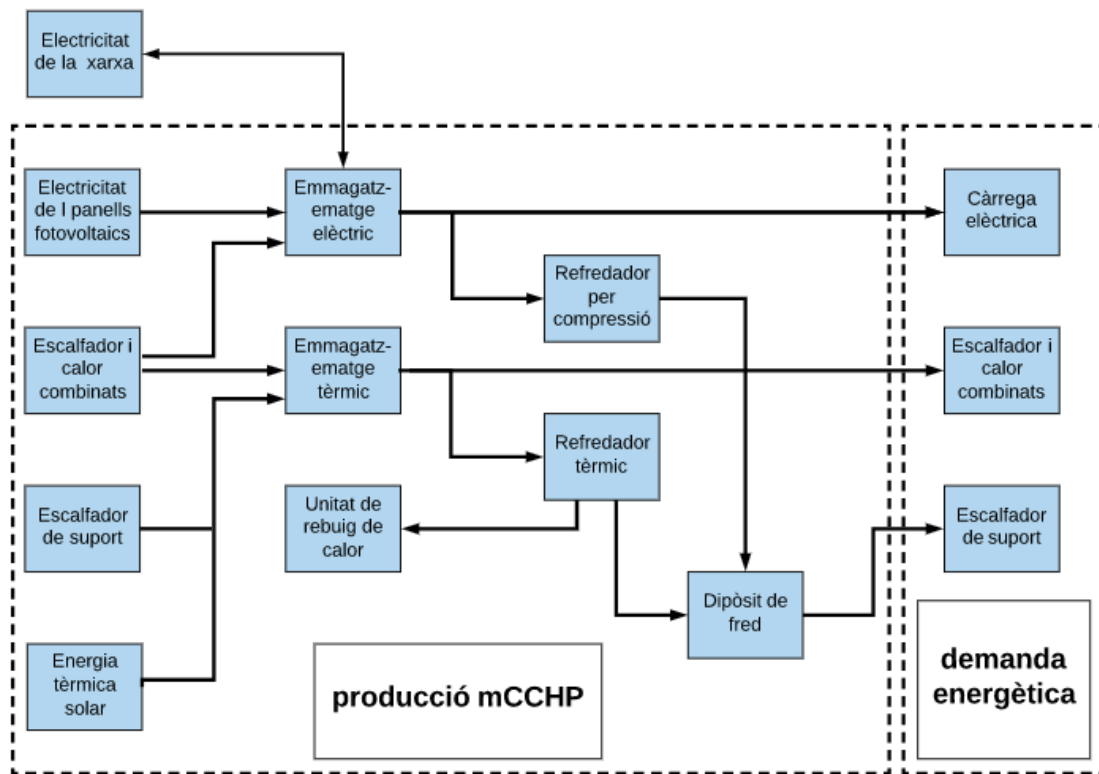 Electricitat
de la xarxa
Electricitat
de l panells
fotovoltaics
Emmagatz-
ematge
elèctric
Càrrega
elèctrica
Refredador
per
compressió
Escalfador i
calor
combinats
Emmagatz-
ematge
tèrmic
Escalfador i
calor
combinats
Refredador
tèrmic
Escalfador
de suport
Unitat de
rebuig de
calor
Escalfador
de suport
Dipòsit de
fred
Energia
tèrmica
solar
producció mCCHP
demanda
energètica